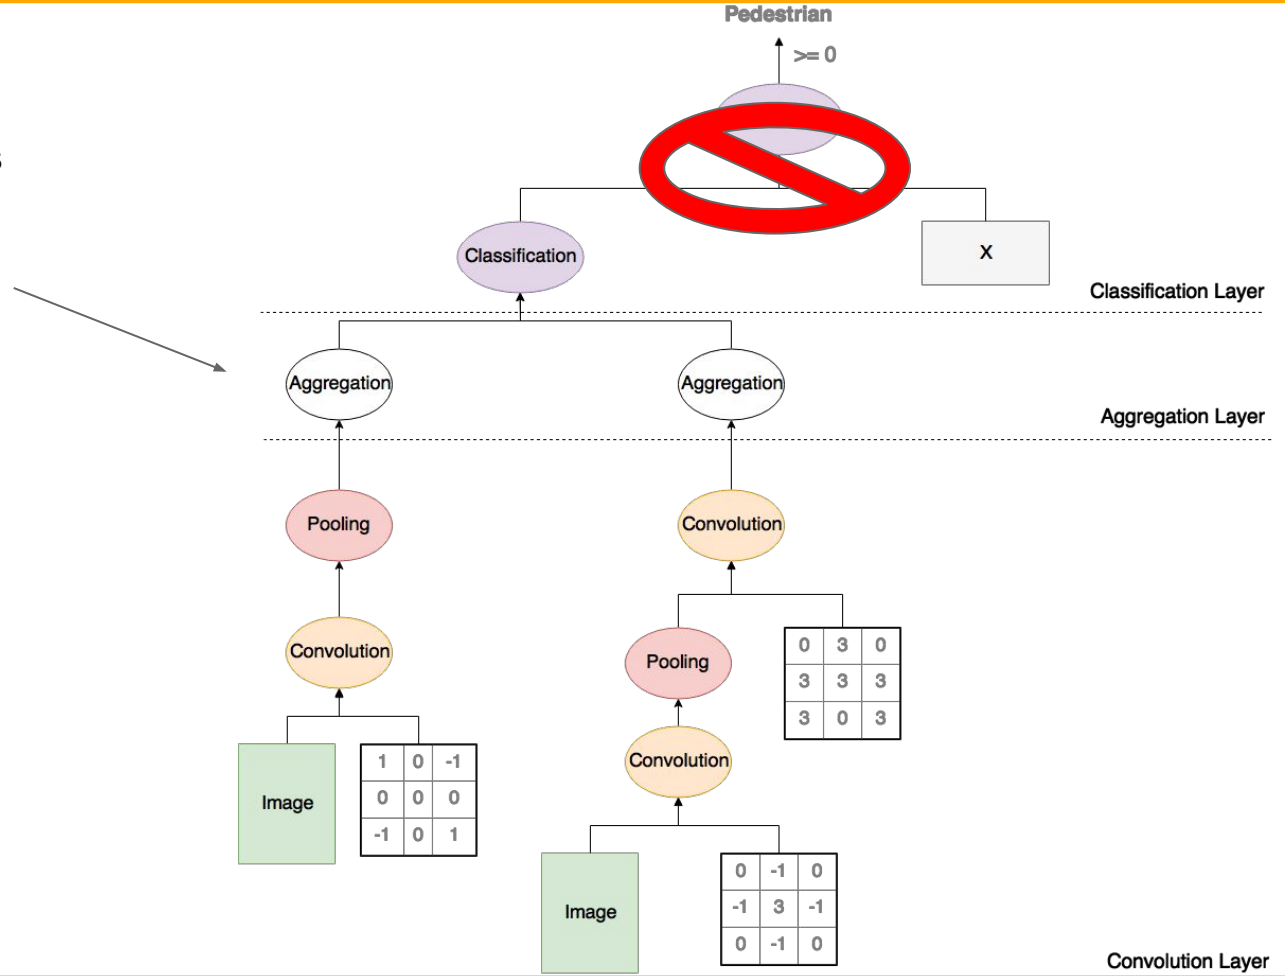 Pedestrian
>= 0
s
Classification
X
Classification Layer
Aggregation
Aggregation
Aggregation Layer
Pooling
Convolution
Convolution
Pooling
0 3 0
3 3 3
3 0 3
Convolution
Image
1 0 -1
0 0 0
-1 0 1
Convolution
Image
0 -1 0
-1 3 -1
0 -1 0
Convolution Layer